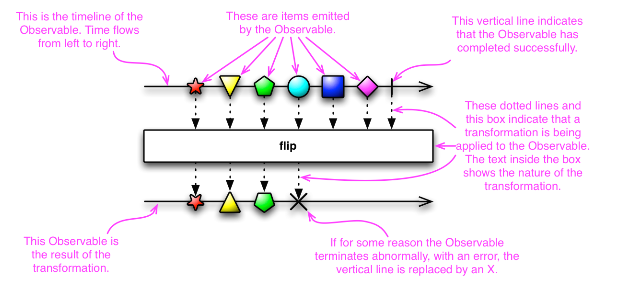 This is the timeline of the
Observable. Time flows
from left to right.
These are items emitted
by the Observable.
This vertical line indicates
that the Observable has
completed successfully.
These dotted lines and
this box indicate that a
transformation is being
applied to the Observable.
The text inside the box
shows the nature of the
transformation.
flip
This Observable is
the result of the
transformation.
If for some reason the Observable
terminates abnormally, with an error, the
vertical line is replaced by an X.